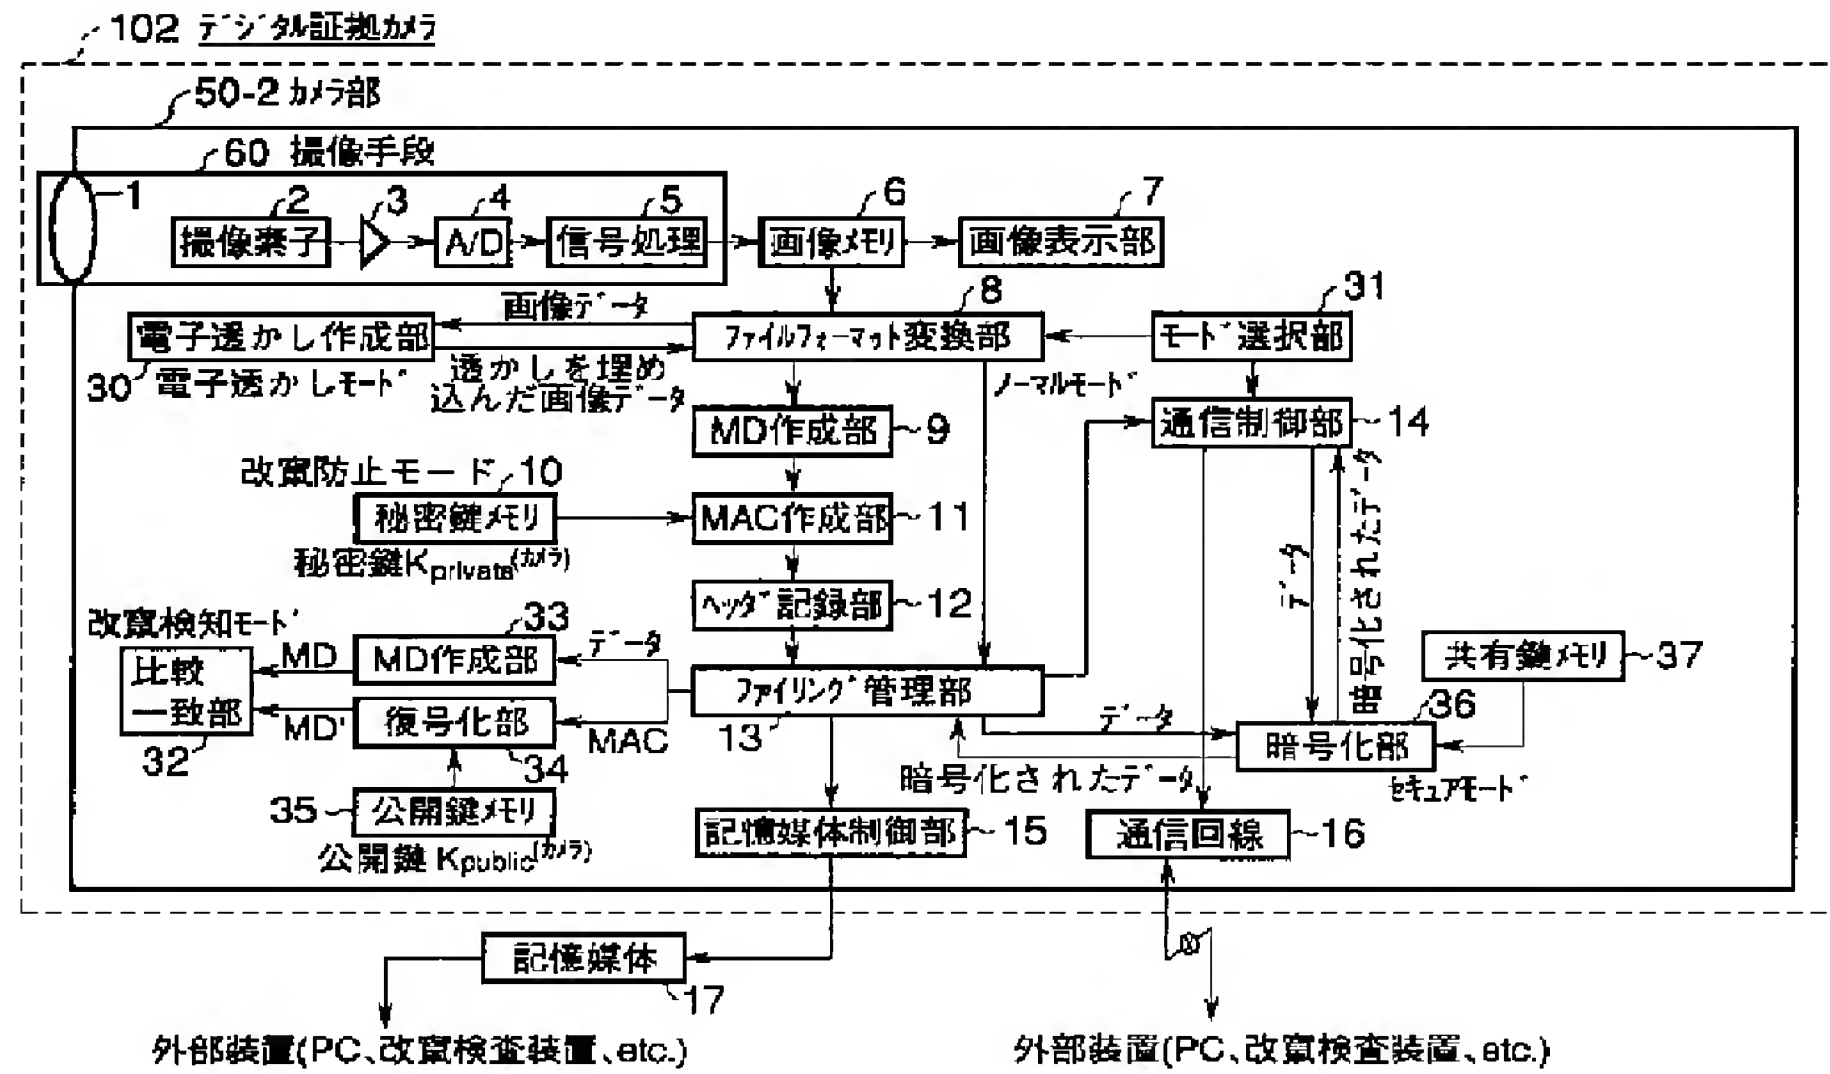 102 デジタル証拠カメラ
50-2 カメラ部
60 撮像手段
1
2
3
4
5
6
7
撮像素子
A/D
信号処理
画像メモリ
画像表示部
画像データ
8
31
電子透かし作成部
ファイルフォーマット変換部
モード選択部
30 電子透かしモード
透かしを埋め
込んだ画像データ
ノーマルモード
MD作成部
9
通信制御部
14
改竄防止モード
10
秘密鍵メモリ
MAC作成部
11
秘密鍵Kprivate(カメラ)
データ
暗号化されたデータ
ヘッダ記録部
12
改竄検知モード
33
データ
MD
MD作成部
共有鍵メモリ
37
比較
一致部
ファイリング管理部
復号化部
MD'
MAC
13
データ
36
32
34
暗号化部
暗号化されたデータ
セキュアモード
35
公開鍵メモリ
記憶媒体制御部
15
通信回線
16
公開鍵 Kpublic(カメラ)
記憶媒体
17
外部装置(PC、改竄検査装置、etc.)
外部装置(PC、改竄検査装置、etc.)